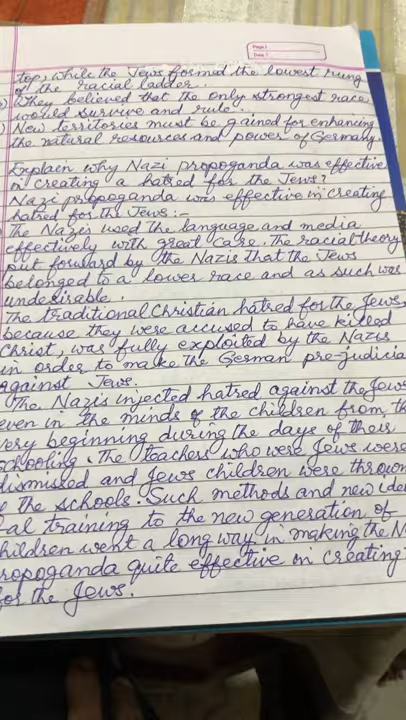 Page:
Date:
top, while the Jews formed the lowest rung
of the racial ladder.
) They believed that the only strongest race
would survive and rule.
) New territories must be gained for enhancing
the natural resources and power of Germany.
Explain why Nazi propoganda was effective
in creating a hatred for the Jews?
Nazi propoganda was effective in creating
hatred for the Jews :-
The Nazis used the language and media
effectively with great care. The racial theory
put forward by the Nazis that the Jews
belonged to a lower race and as such was
undesirable.
The traditional Christian hatred for the Jews,
because they were accused to have killed
Christ, was fully exploited by the Nazis
in order to make the German pre-judicia
against Jews.
The Nazis injected hatred against the Jews
even in the minds of the children from th
very beginning during the days of their
schooling. The teachers who were Jews were
dismissed and Jews children were thrown
of the schools. Such methods and new ide
al training to the new generation of
children went a long way in making the N
propoganda quite effective in creating
for the Jews.